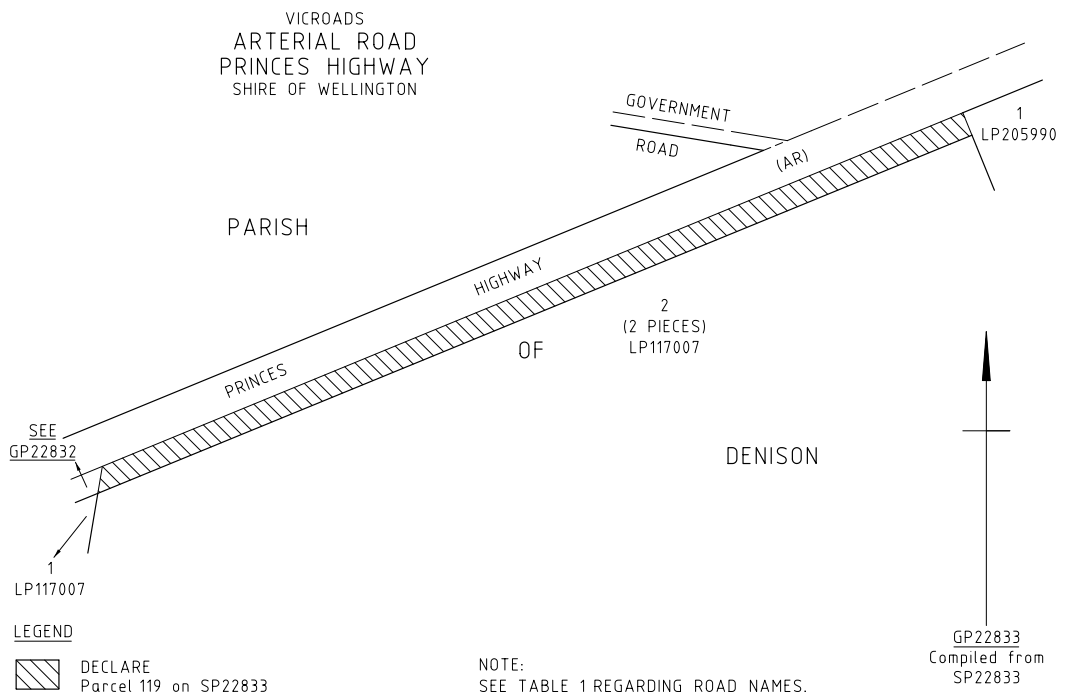 VICROADS
ARTERIAL ROAD
PRINCES HIGHWAY
SHIRE OF WELLINGTON
GOVERNMENT
ROAD
(AR)
1
LP205990
PARISH
HIGHWAY
2
(2 PIECES)
LP117007
OF
PRINCES
SEE
GP22832
DENISON
1
LP117007
LEGEND
DECLARE
Parcel 119 on SP22833
NOTE:
SEE TABLE 1 REGARDING ROAD NAMES.
GP22833
Compiled from
SP22833